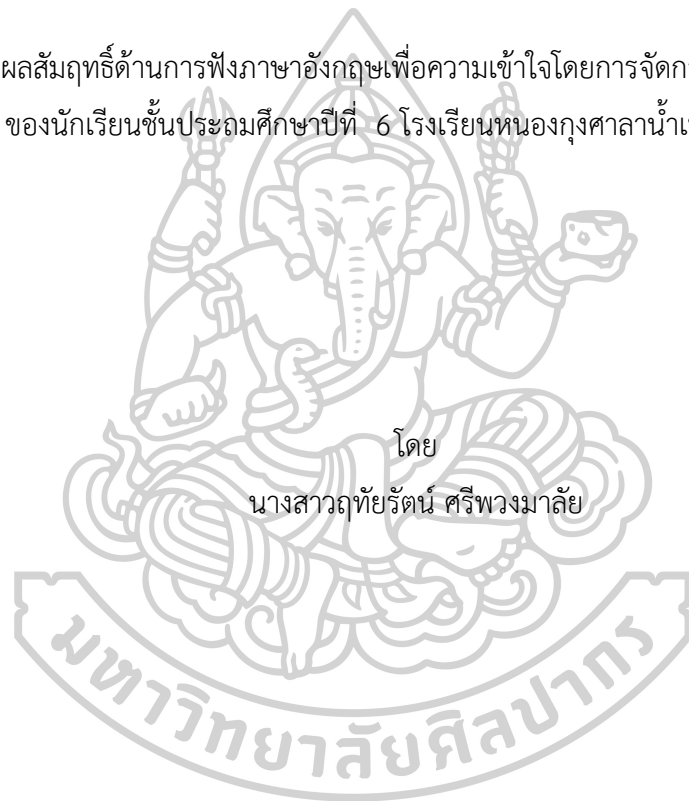 ผลสัมฤทธิ์ด้านการฟังภาษาอังกฤษเพื่อความเข้าใจโดยการจัดก
ของนักเรียนชั้นประถมศึกษาปีที่ 6 โรงเรียนหนองกุงศาลาน้ำเ
โดย
นางสาวฤทัยรัตน์ ศรีพวงมาลัย
มหาวิทยาลัยศิลปากร